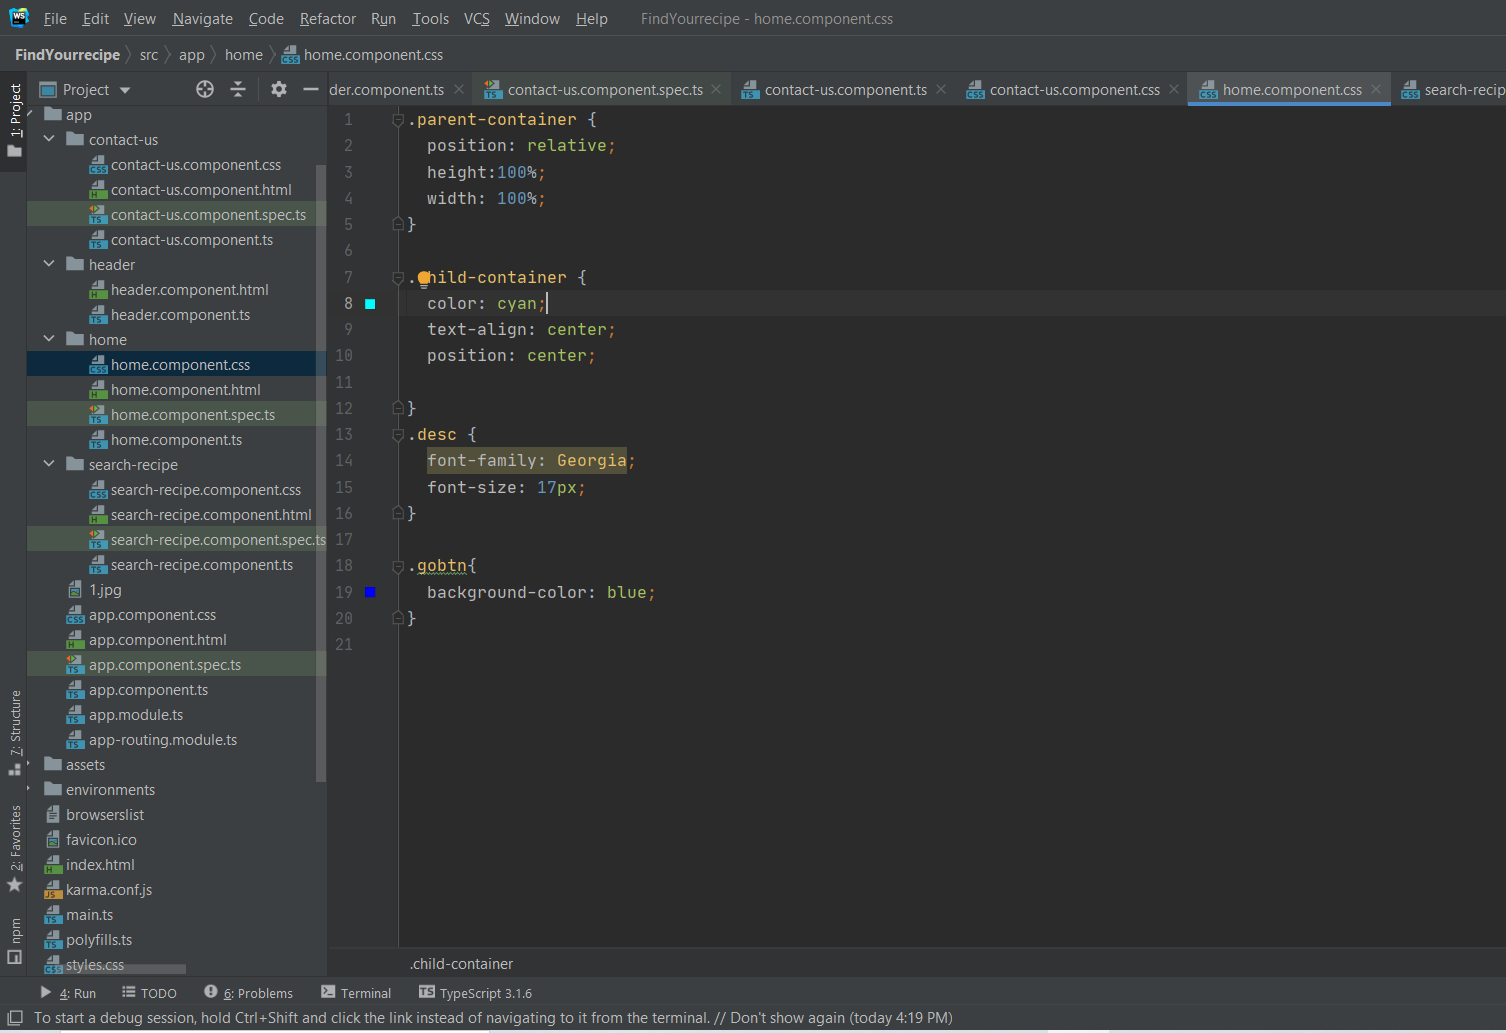 WS File Edit View Navigate Code Refactor Run Tools VCS Window Help FindYourrecipe - home.component.css
FindYourrecipe src app home home.component.css
Project der.component.ts contact-us.component.spec.ts contact-us.component.ts contact-us.component.css home.component.css search-recip
1: Project
7: Structure
2: Favorites
npm
app
contact-us
contact-us.component.css
contact-us.component.html
contact-us.component.spec.ts
contact-us.component.ts
header
header.component.html
header.component.ts
home
home.component.css
home.component.html
home.component.spec.ts
home.component.ts
search-recipe
search-recipe.component.css
search-recipe.component.html
search-recipe.component.spec.ts
search-recipe.component.ts
1.jpg
app.component.css
app.component.html
app.component.spec.ts
app.component.ts
app.module.ts
app-routing.module.ts
assets
environments
browserslist
favicon.ico
index.html
karma.conf.js
main.ts
polyfills.ts
styles.css
1 .parent-container {
2 position: relative;
3 height:100%;
4 width: 100%;
5 }
6
7 .hild-container {
8 color: cyan;
9 text-align: center;
10 position: center;
11
12 }
13 .desc {
14 font-family: Georgia;
15 font-size: 17px;
16 }
17
18 .gobtn{
19 background-color: blue;
20 }
21
.child-container
4: Run TODO 6: Problems Terminal TypeScript 3.1.6
To start a debug session, hold Ctrl+Shift and click the link instead of navigating to it from the terminal. // Don't show again (today 4:19 PM)